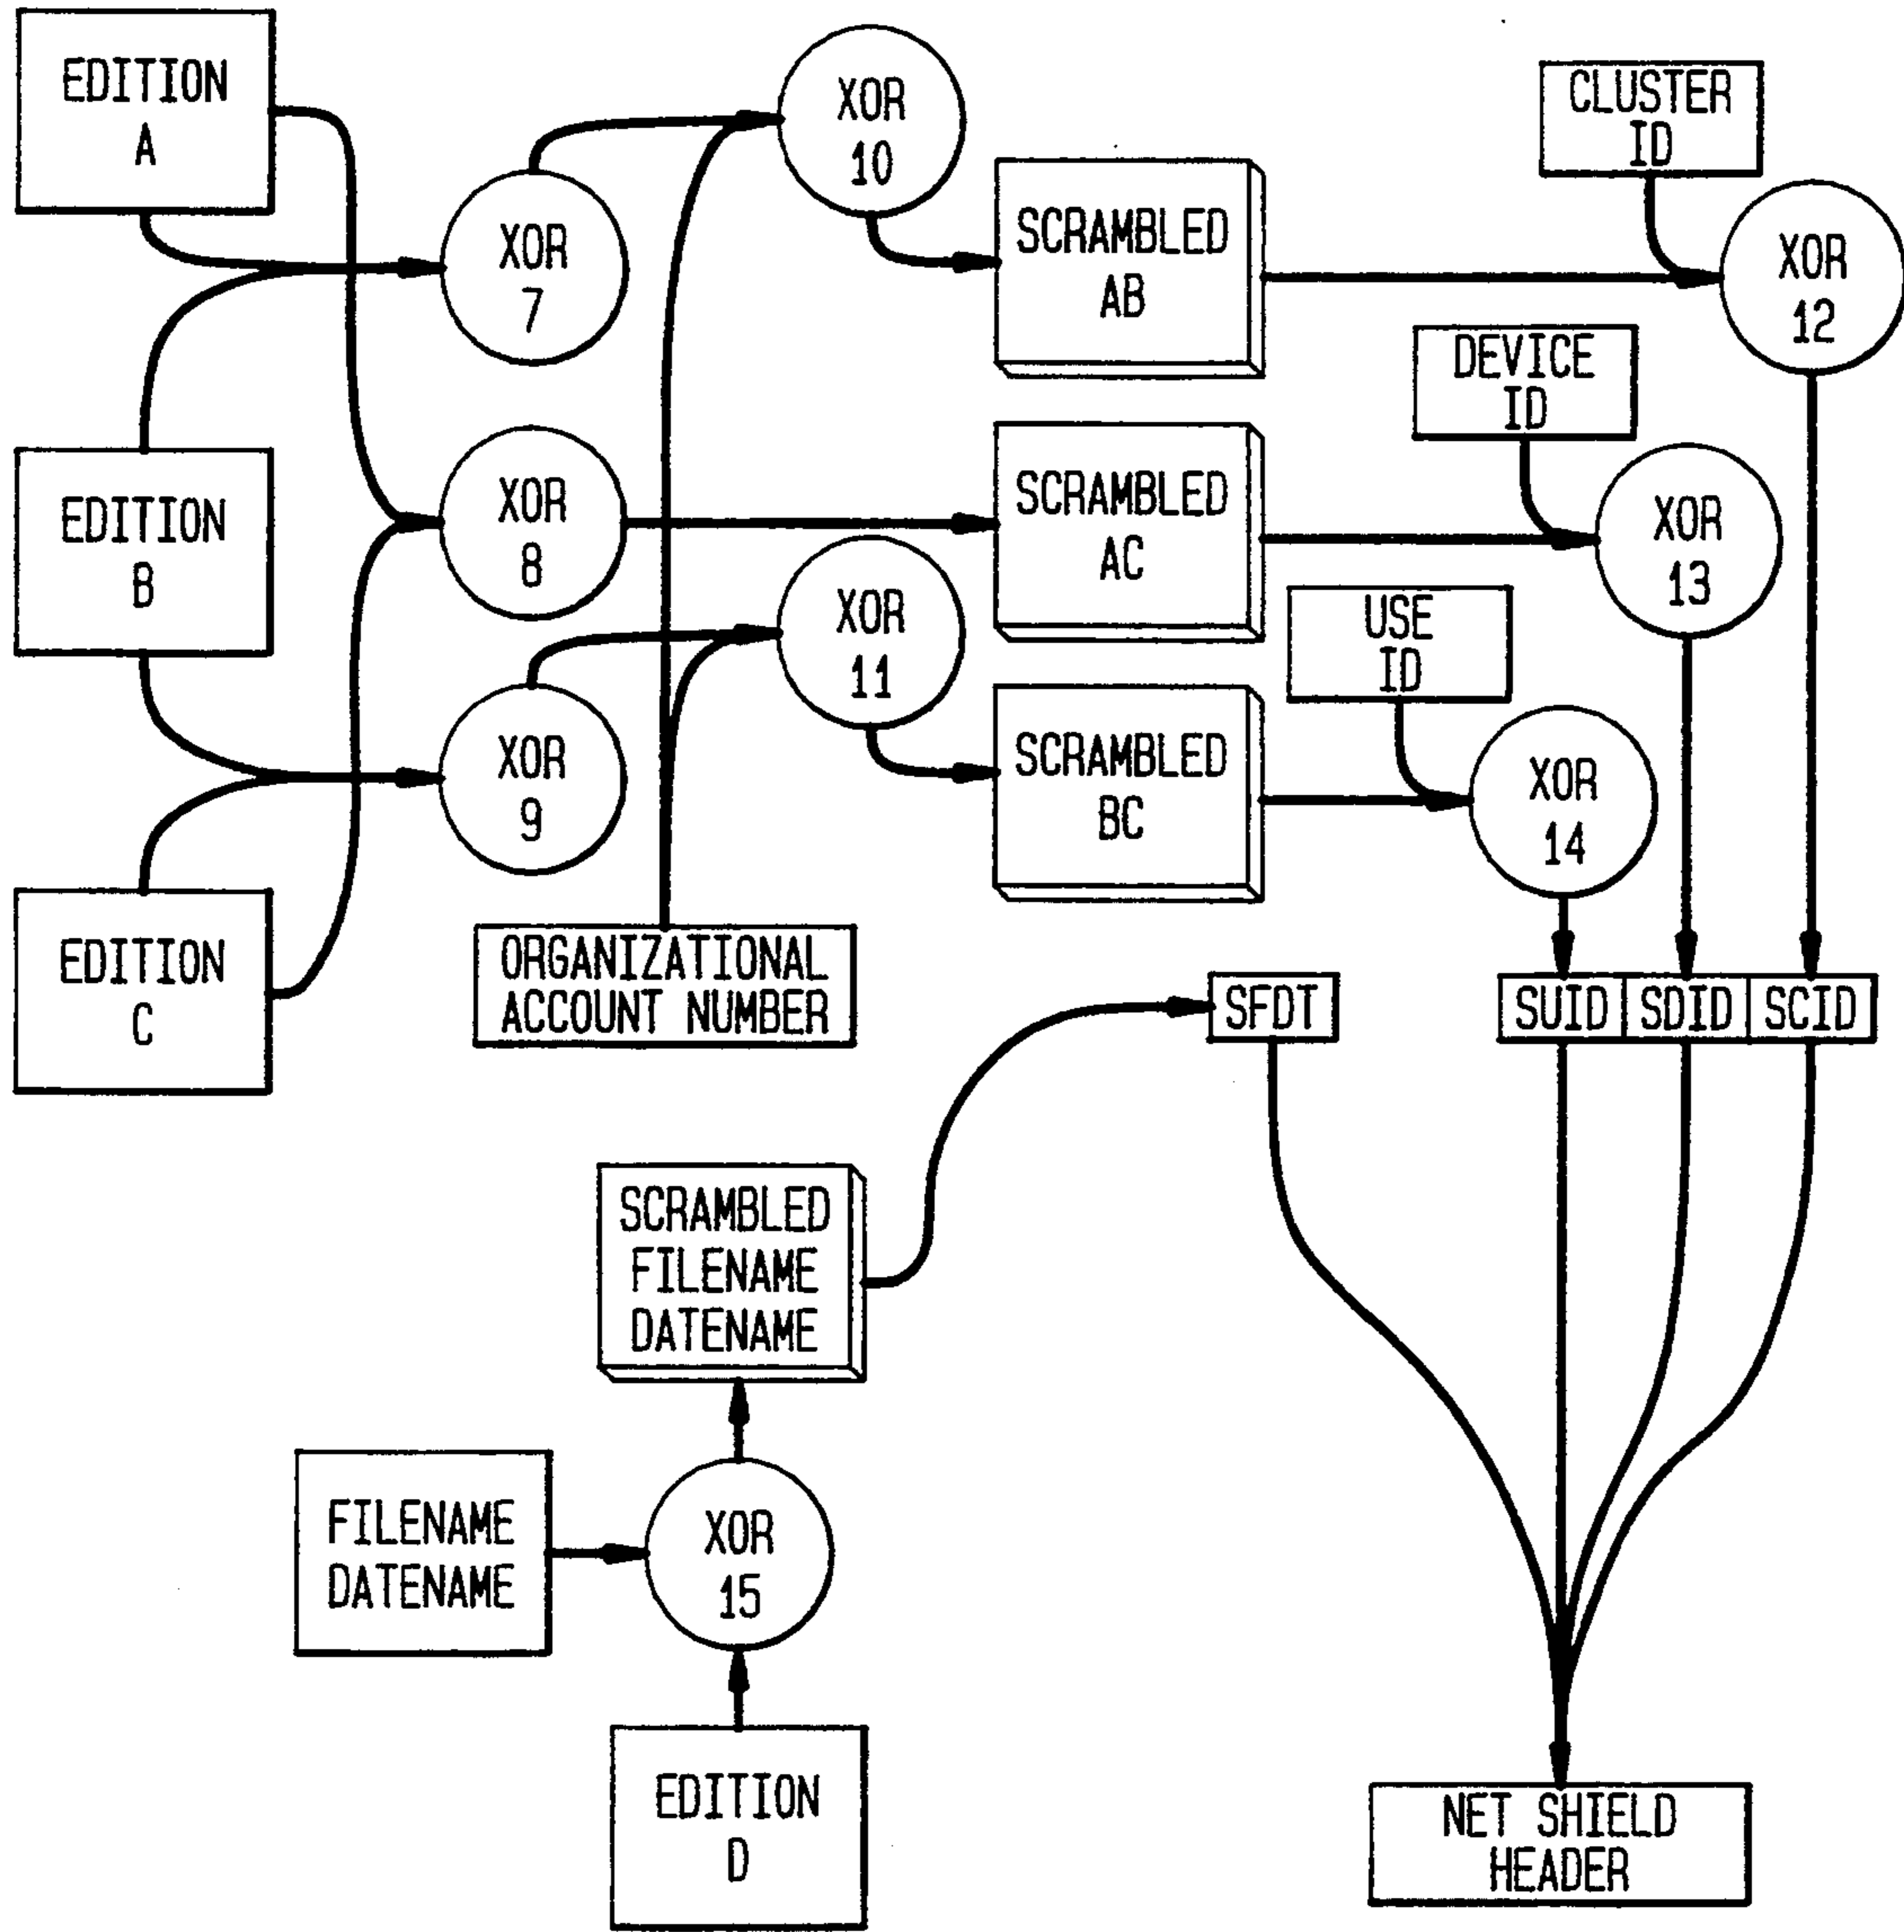 EDITION
A
XOR
10
CLUSTER
ID
XOR
7
SCRAMBLED
AB
XOR
12
DEVICE
ID
EDITION
B
XOR
8
SCRAMBLED
AC
XOR
13
XOR
11
USE
ID
XOR
9
SCRAMBLED
BC
XOR
14
EDITION
C
ORGANIZATIONAL
ACCOUNT NUMBER
SFDT
SUID
SDID
SCID
SCRAMBLED
FILENAME
DATENAME
FILENAME
DATENAME
XOR
15
EDITION
D
NET SHIELD
HEADER